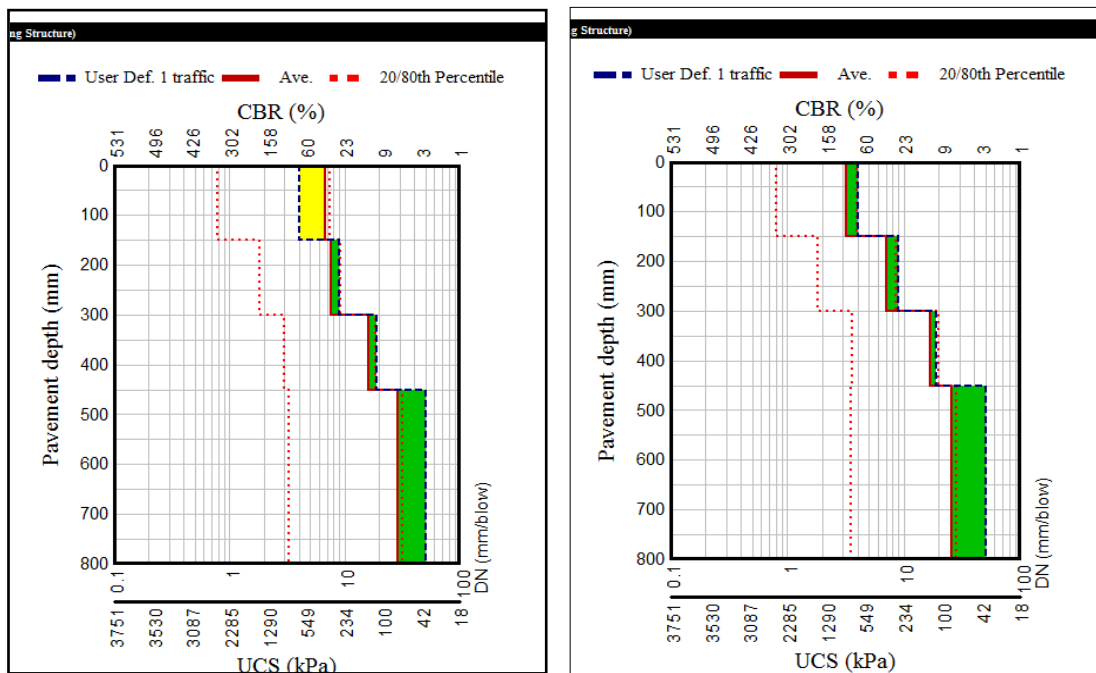 ng Structure)
User Def. 1 traffic Ave. 20/80th Percentile
CBR (%)
531 496 426 302 158 60 23 9 3 1
0
100
200
300
400
500
600
700
800
Pavement depth (mm)
0.1 1 10 100
DN (mm/blow)
3751 3530 3087 2285 1290 549 234 100 42 18
UCS (kPa)
g Structure)
User Def. 1 traffic Ave. 20/80th Percentile
CBR (%)
531 496 426 302 158 60 23 9 3 1
0
100
200
300
400
500
600
700
800
Pavement depth (mm)
0.1 1 10 100
DN (mm/blow)
3751 3530 3087 2285 1290 549 234 100 42 18
UCS (kPa)